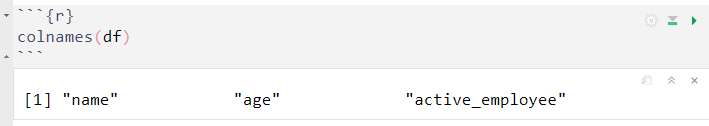 ```{r}
colnames(df)
```
[1] "name" "age" "active_employee"